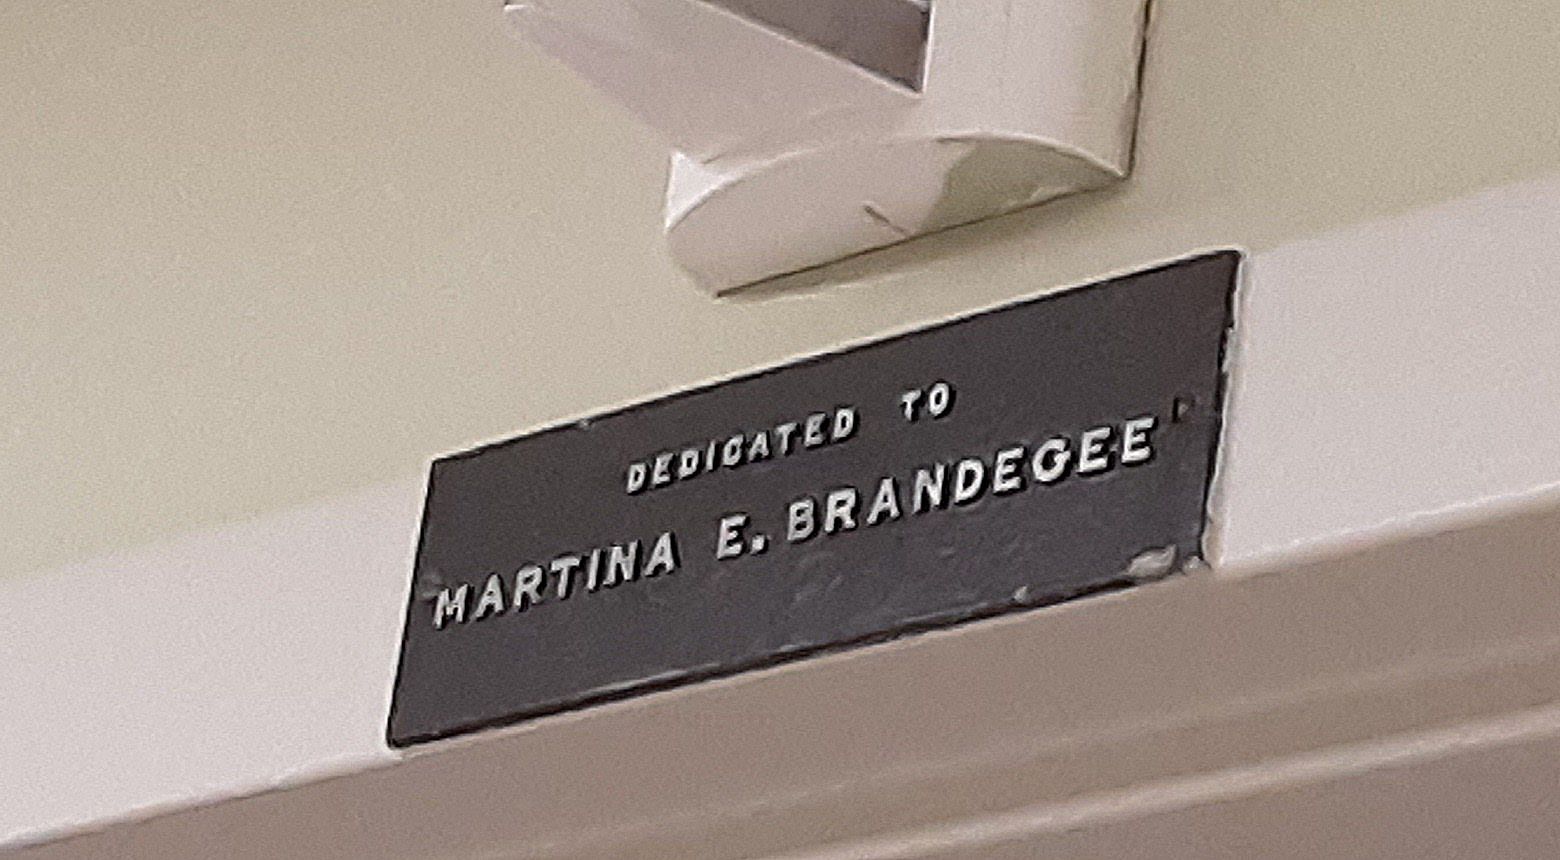 DEDICATED TO
MARTINA E. BRANDEGEE